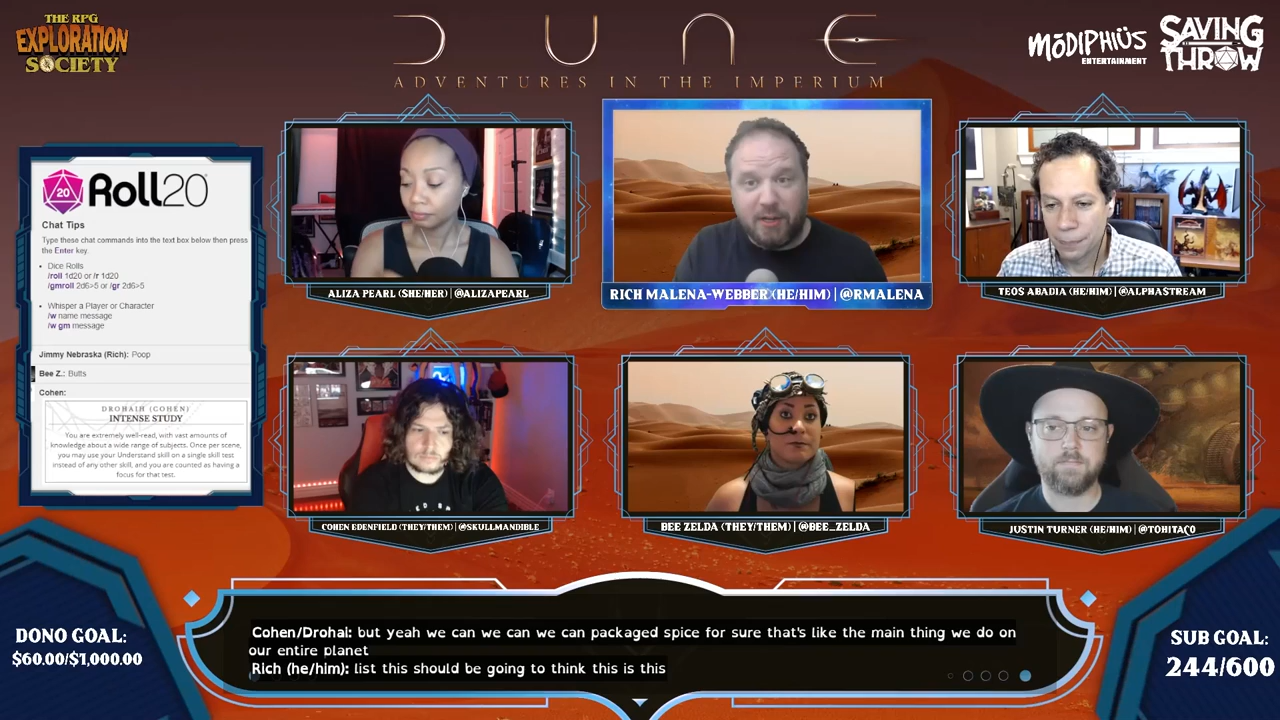 THE RPG
EXPLORATION
SOCIETY
DUNE
ADVENTURES IN THE IMPERIUM
MŌDIPHIÜS
ENTERTAINMENT
SAVING
THROW
20 Roll20
Chat Tips
Type these chat commands into the text box below then press
the Enter key.
• Dice Rolls
/roll 1d20 or /r 1d20
/gmroll 2d6>5 or /gr 2d6>5
• Whisper a Player or Character
/w name message
/w gm message
Jimmy Nebraska (Rich): Poop
Bee Z.: Butts
Cohen:
DROHAIH (COHEN)
INTENSE STUDY
You are extremely well-read, with vast amounts of
knowledge about a wide range of subjects. Once per scene,
you may use your Understand skill on a single skill test
instead of any other skill, and you are counted as having a
focus for that test.
ALIZA PEARL (SHE/HER) | @ALIZAPEARL
RICH MALENA-WEBBER (HE/HIM) | @RMALENA
TEOS ABADIA (HE/HIM) | @ALPHASTREAM
COHEN EDENFIELD (THEY/THEM) | @SKULLMANDIBLE
BEE ZELDA (THEY/THEM) | @BEE_ZELDA
JUSTIN TURNER (HE/HIM) | @TOHITACO
DONO GOAL:
$60.00/$1,000.00
Cohen/Drohal: but yeah we can we can we can packaged spice for sure that's like the main thing we do on
our entire planet
Rich (he/him): list this should be going to think this is this
SUB GOAL:
244/600